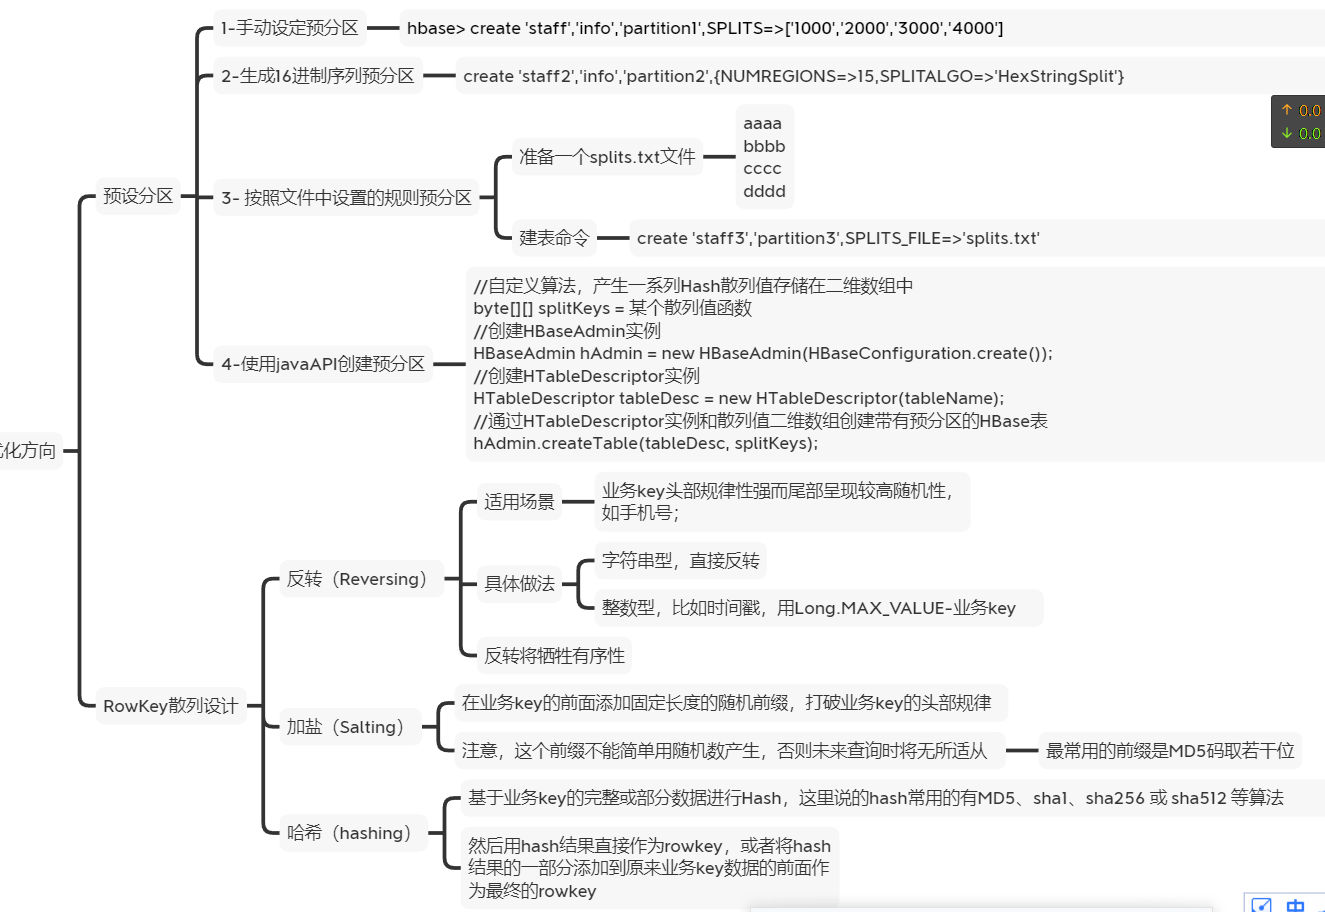 化方向
预设分区
1-手动设定预分区
hbase> create 'staff','info','partition1',SPLITS=>['1000','2000','3000','4000']
2-生成16进制序列预分区
create 'staff2','info','partition2',{NUMREGIONS=>15,SPLITALGO=>'HexStringSplit'}
3- 按照文件中设置的规则预分区
准备一个splits.txt文件
aaaa
bbbb
cccc
dddd
建表命令
create 'staff3','partition3',SPLITS_FILE=>'splits.txt'
4-使用javaAPI创建预分区
//自定义算法，产生一系列Hash散列值存储在二维数组中
byte[][] splitKeys = 某个散列值函数
//创建HBaseAdmin实例
HBaseAdmin hAdmin = new HBaseAdmin(HBaseConfiguration.create());
//创建HTableDescriptor实例
HTableDescriptor tableDesc = new HTableDescriptor(tableName);
//通过HTableDescriptor实例和散列值二维数组创建带有预分区的HBase表
hAdmin.createTable(tableDesc, splitKeys);
RowKey散列设计
反转（Reversing）
适用场景
业务key头部规律性强而尾部呈现较高随机性，
如手机号；
具体做法
字符串型，直接反转
整数型，比如时间戳，用Long.MAX_VALUE-业务key
反转将牺牲有序性
加盐（Salting）
在业务key的前面添加固定长度的随机前缀，打破业务key的头部规律
注意，这个前缀不能简单用随机数产生，否则未来查询时将无所适从
最常用的前缀是MD5码取若干位
哈希（hashing）
基于业务key的完整或部分数据进行Hash，这里说的hash常用的有MD5、sha1、sha256 或 sha512 等算法
然后用hash结果直接作为rowkey，或者将hash
结果的一部分添加到原来业务key数据的前面作
为最终的rowkey
↑ 0.0
↓ 0.0
中